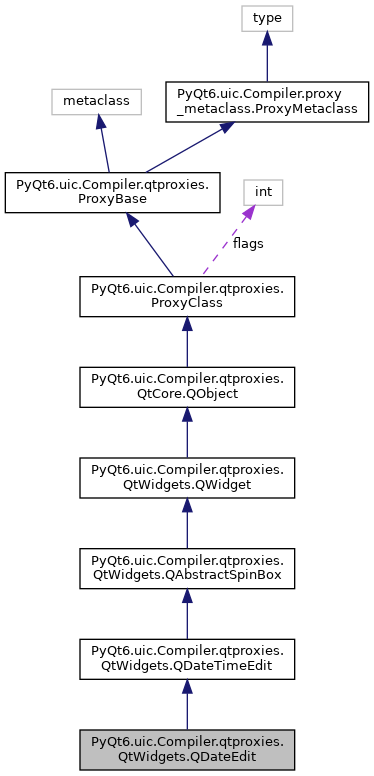 type
PyQt6.uic.Compiler.proxy
_metaclass.ProxyMetaclass
metaclass
PyQt6.uic.Compiler.qtproxies.
ProxyBase
int
flags
PyQt6.uic.Compiler.qtproxies.
ProxyClass
PyQt6.uic.Compiler.qtproxies.
QtCore.QObject
PyQt6.uic.Compiler.qtproxies.
QtWidgets.QWidget
PyQt6.uic.Compiler.qtproxies.
QtWidgets.QAbstractSpinBox
PyQt6.uic.Compiler.qtproxies.
QtWidgets.QDateTimeEdit
PyQt6.uic.Compiler.qtproxies.
QtWidgets.QDateEdit